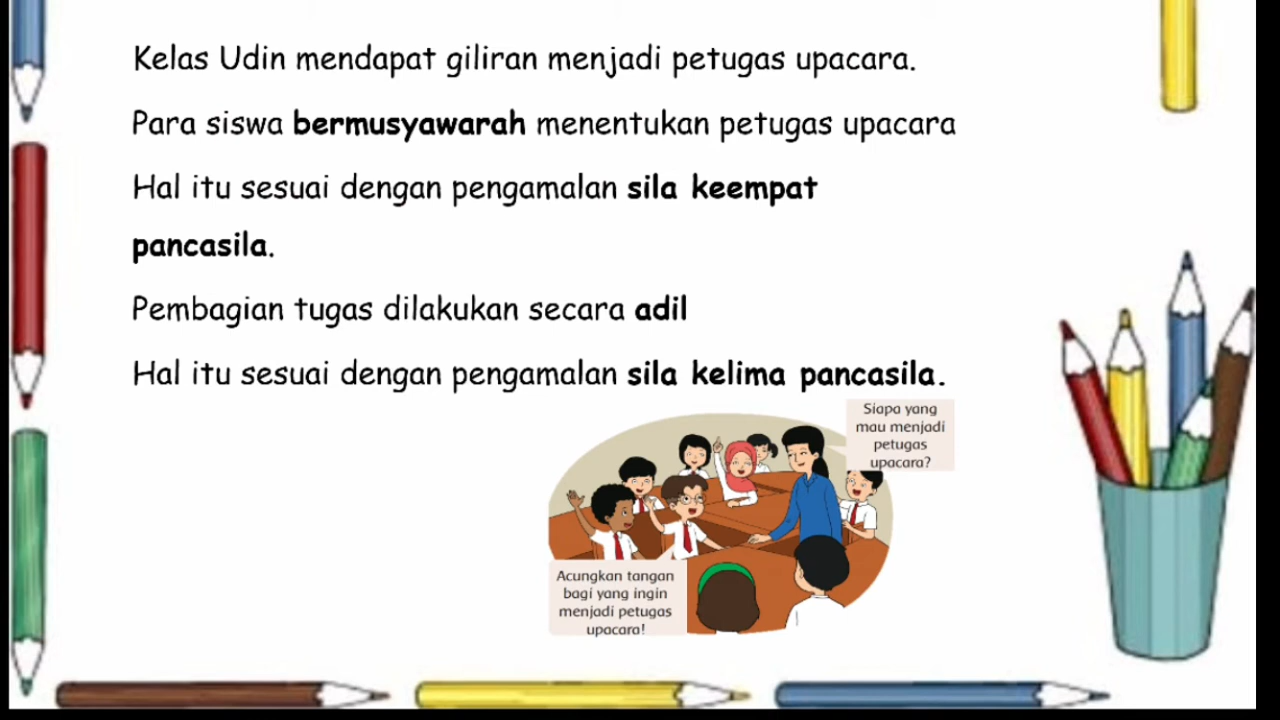 Kelas Udin mendapat giliran menjadi petugas upacara.
Para siswa bermusyawarah menentukan petugas upacara
Hal itu sesuai dengan pengamalan sila keempat
pancasila.
Pembagian tugas dilakukan secara adil
Hal itu sesuai dengan pengamalan sila kelima pancasila.
Siapa yang
mau menjadi
petugas
upacara?
Acungkan tangan
bagi yang ingin
menjadi petugas
upacara!